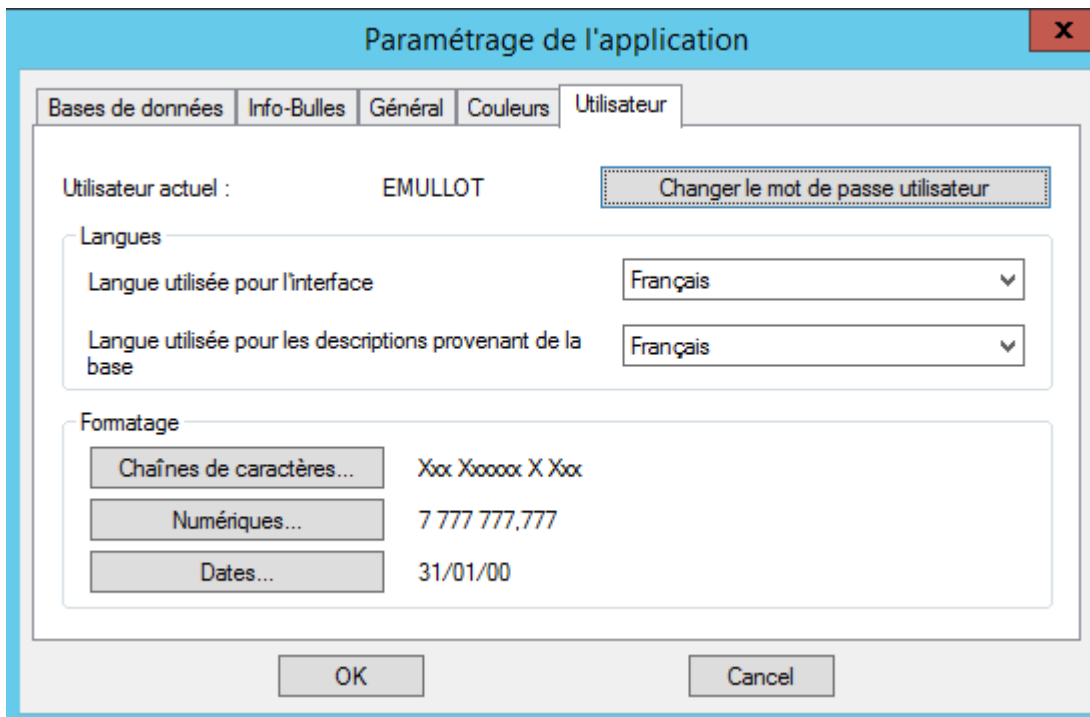 Paramétrage de l'application
x
Bases de données
Info-Bulles
Général
Couleurs
Utilisateur
Utilisateur actuel :
EMULLOT
Changer le mot de passe utilisateur
Langues
Langue utilisée pour l'interface
Français
Langue utilisée pour les descriptions provenant de la
base
Français
Formatage
Chaînes de caractères...
Xxx Xxxxxx X Xxx
Numériques...
7 777 777,777
Dates...
31/01/00
OK
Cancel